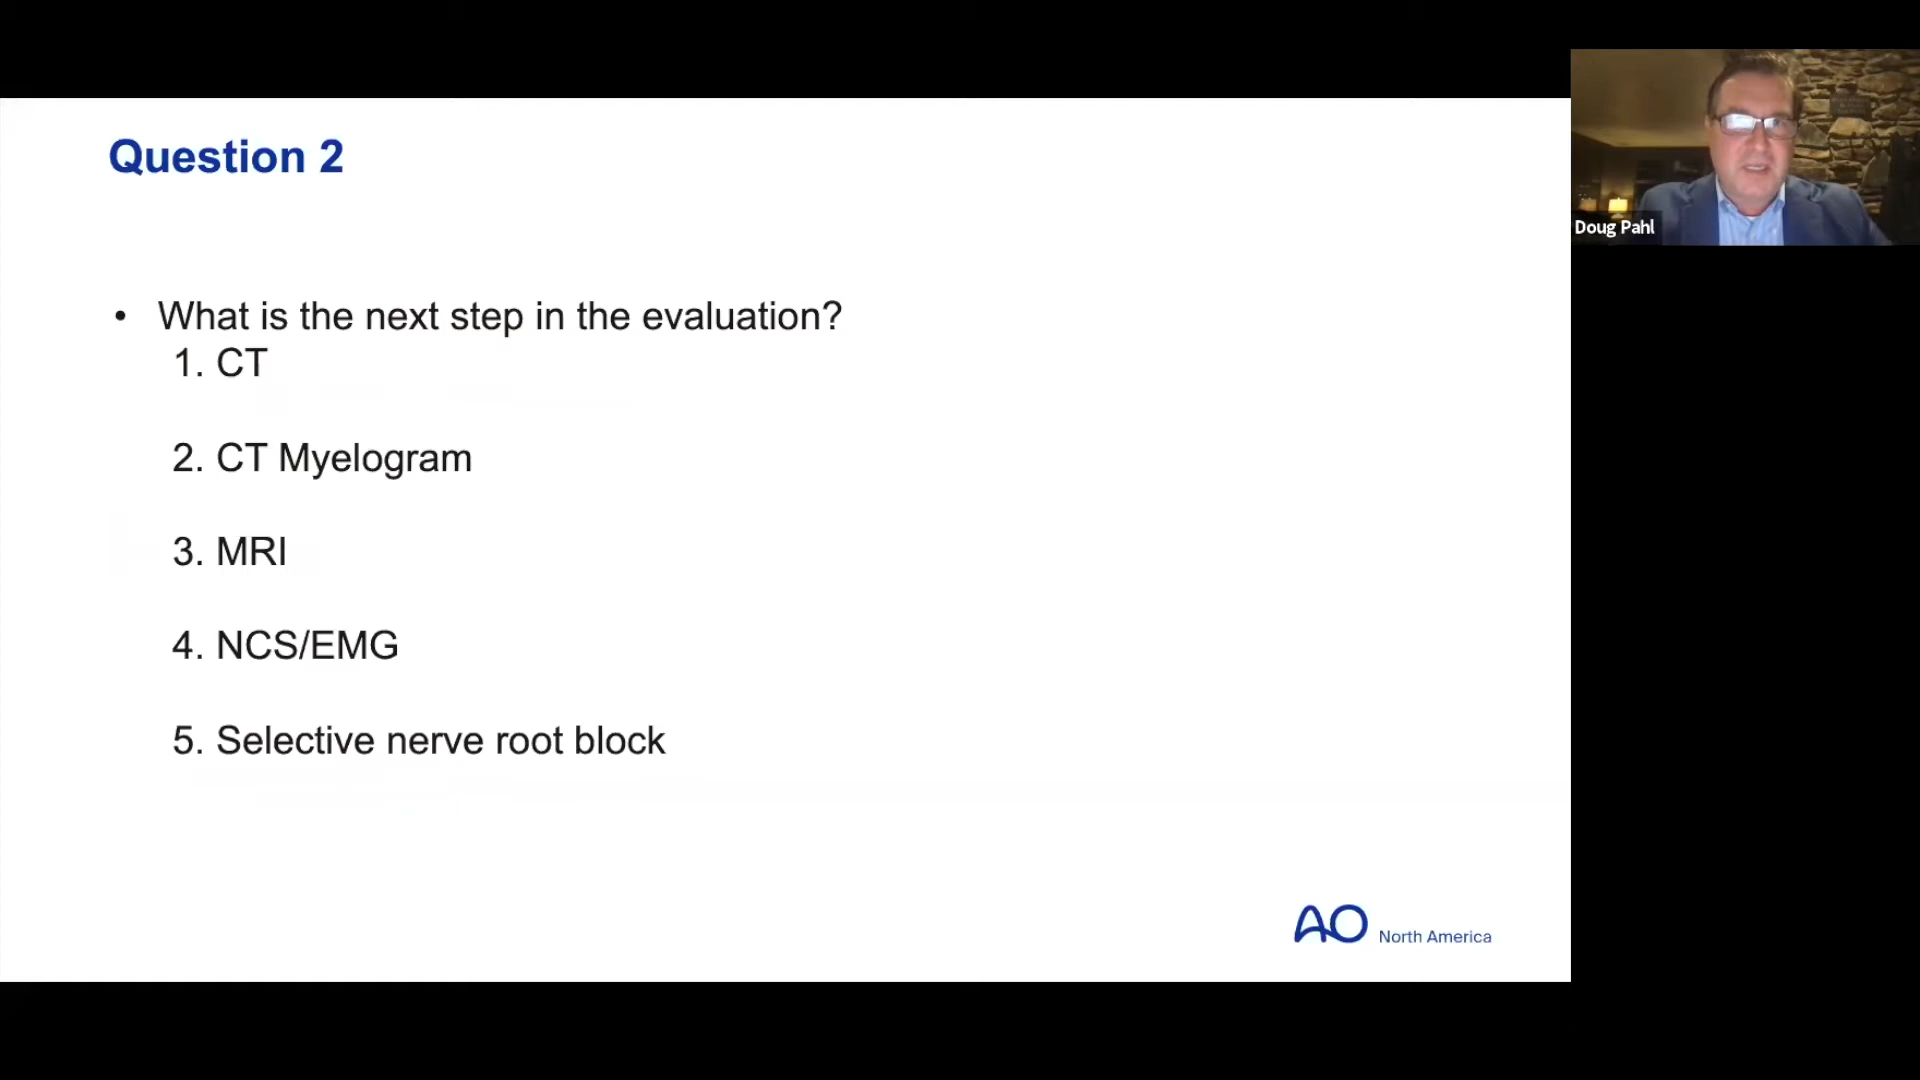 Question 2
• What is the next step in the evaluation?
1. CT
2. CT Myelogram
3. MRI
4. NCS/EMG
5. Selective nerve root block
AO North America
Doug Pahl